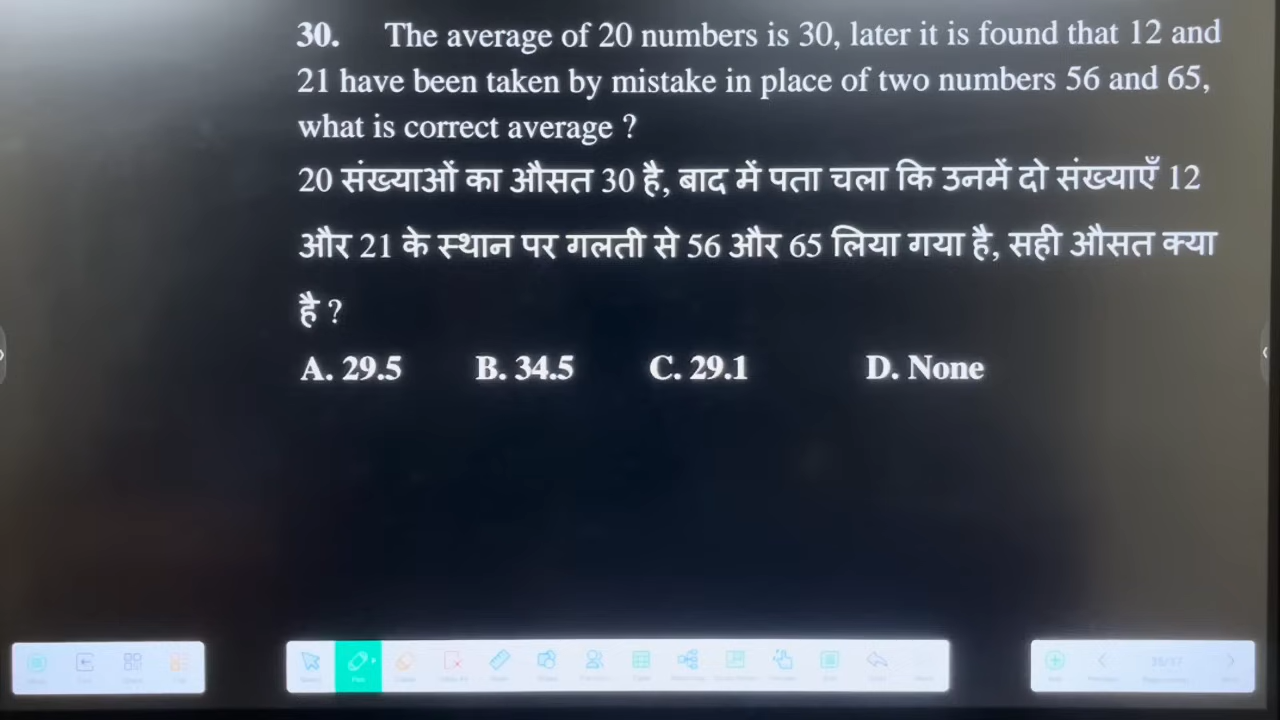 30. The average of 20 numbers is 30, later it is found that 12 and
21 have been taken by mistake in place of two numbers 56 and 65,
what is correct average ?
20 संख्याओं का औसत 30 है, बाद में पता चला कि उनमें दो संख्याएँ 12
और 21 के स्थान पर गलती से 56 और 65 लिया गया है, सही औसत क्या
है ?
A. 29.5 B. 34.5 C. 29.1 D. None